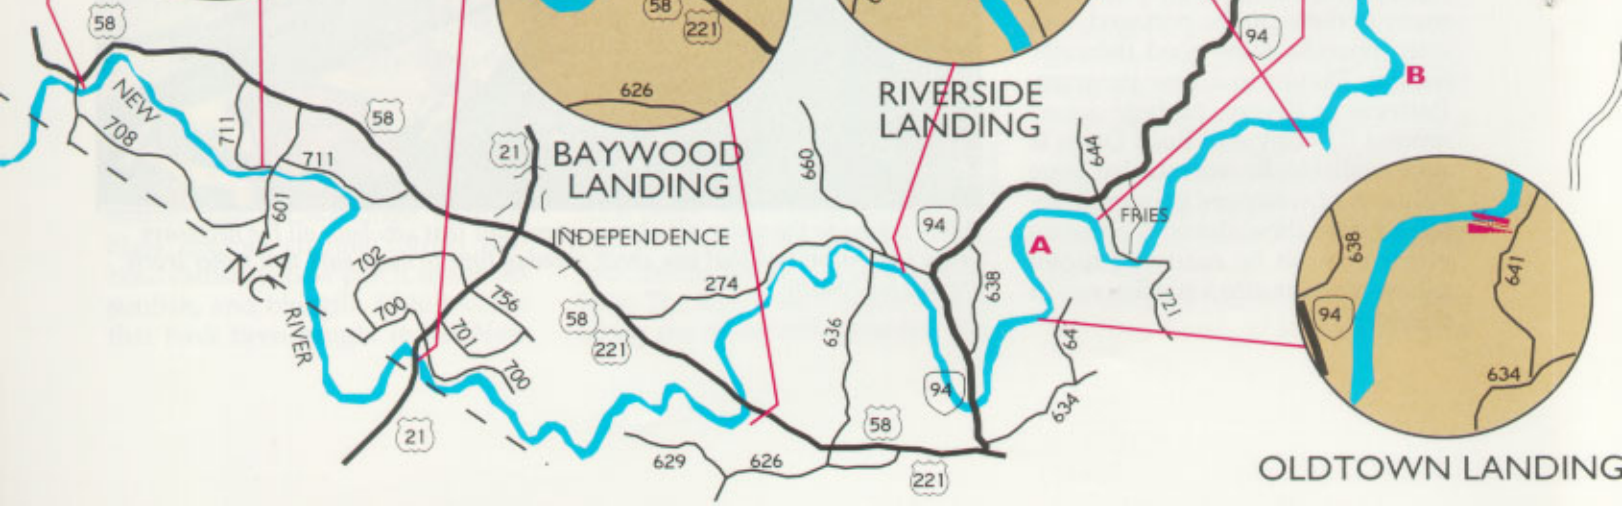 58
58
221
626
RIVERSIDE
LANDING
94
B
NEW
708
711
58
711
601
21
BAYWOOD
LANDING
660
644
94
FRIES
A
INDEPENDENCE
VA
NC
RIVER
702
700
756
701
700
274
58
221
636
638
721
64
94
634
638
641
94
634
21
58
629
626
221
OLDTOWN LANDING